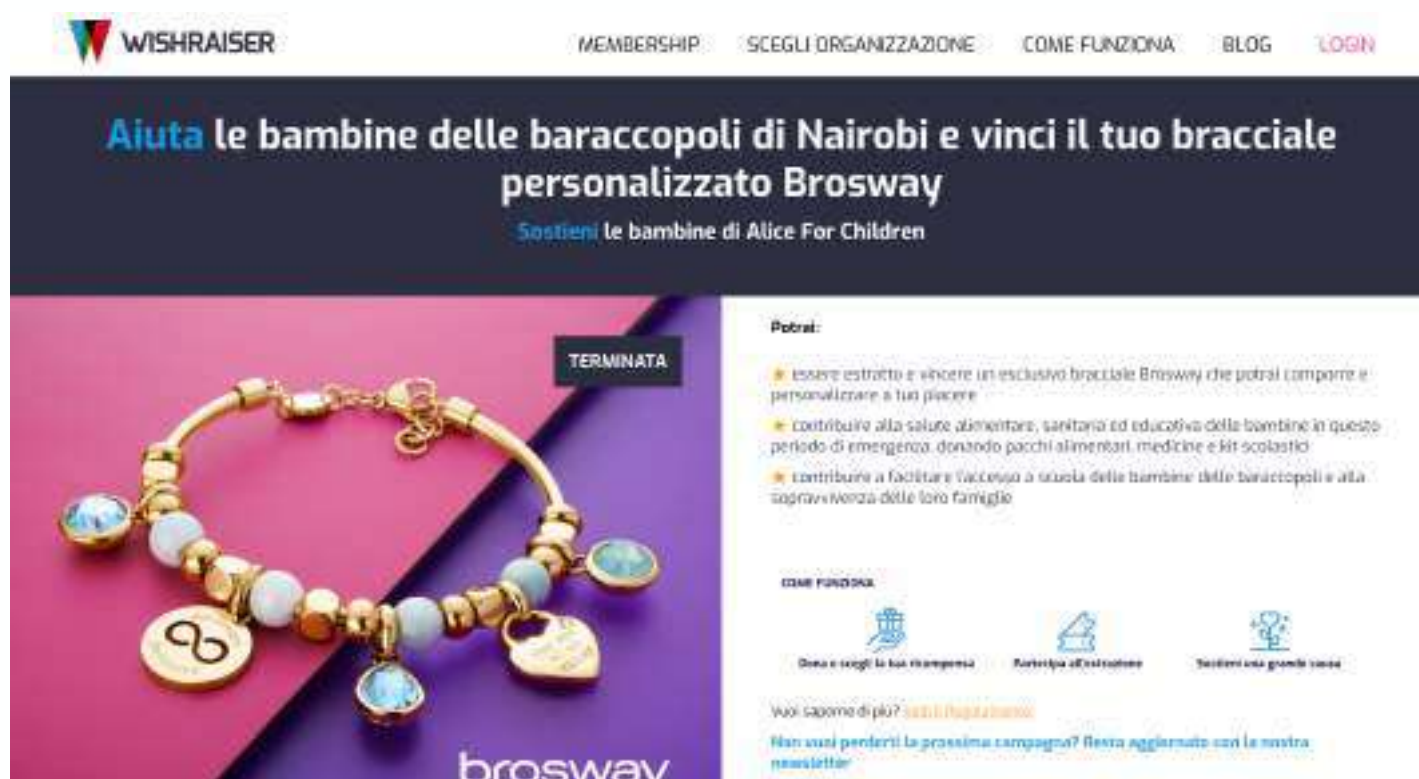 WISHRAISER
MEMBERSHIP SCEGLI ORGANIZZAZIONE COME FUNZIONA BLOG LOGIN
Aiuta le bambine delle baraccopoli di Nairobi e vinci il tuo bracciale
personalizzato Brosway
Sostieni le bambine di Alice For Children
TERMINATA
brosway
Potrai:
essere estratto e vincere un esclusivo bracciale Brosway che potrai comporre e
personalizzare a tuo piacere
contribuire alla salute alimentare, sanitaria ed educativa delle bambine in questo
periodo di emergenza, donando pacchi alimentari, medicine e kit scolastici
contribuire a facilitare l'accesso a scuola delle bambine delle baraccopoli e alla
sopravvivenza delle loro famiglie
COME FUNZIONA
Dona e scegli la tua ricompensa
Partecipa all'estrazione
Sostieni una grande causa
Vuoi saperne di più?
Non vuoi perderti la prossima campagna? Resta aggiornato con la nostra
newsletter